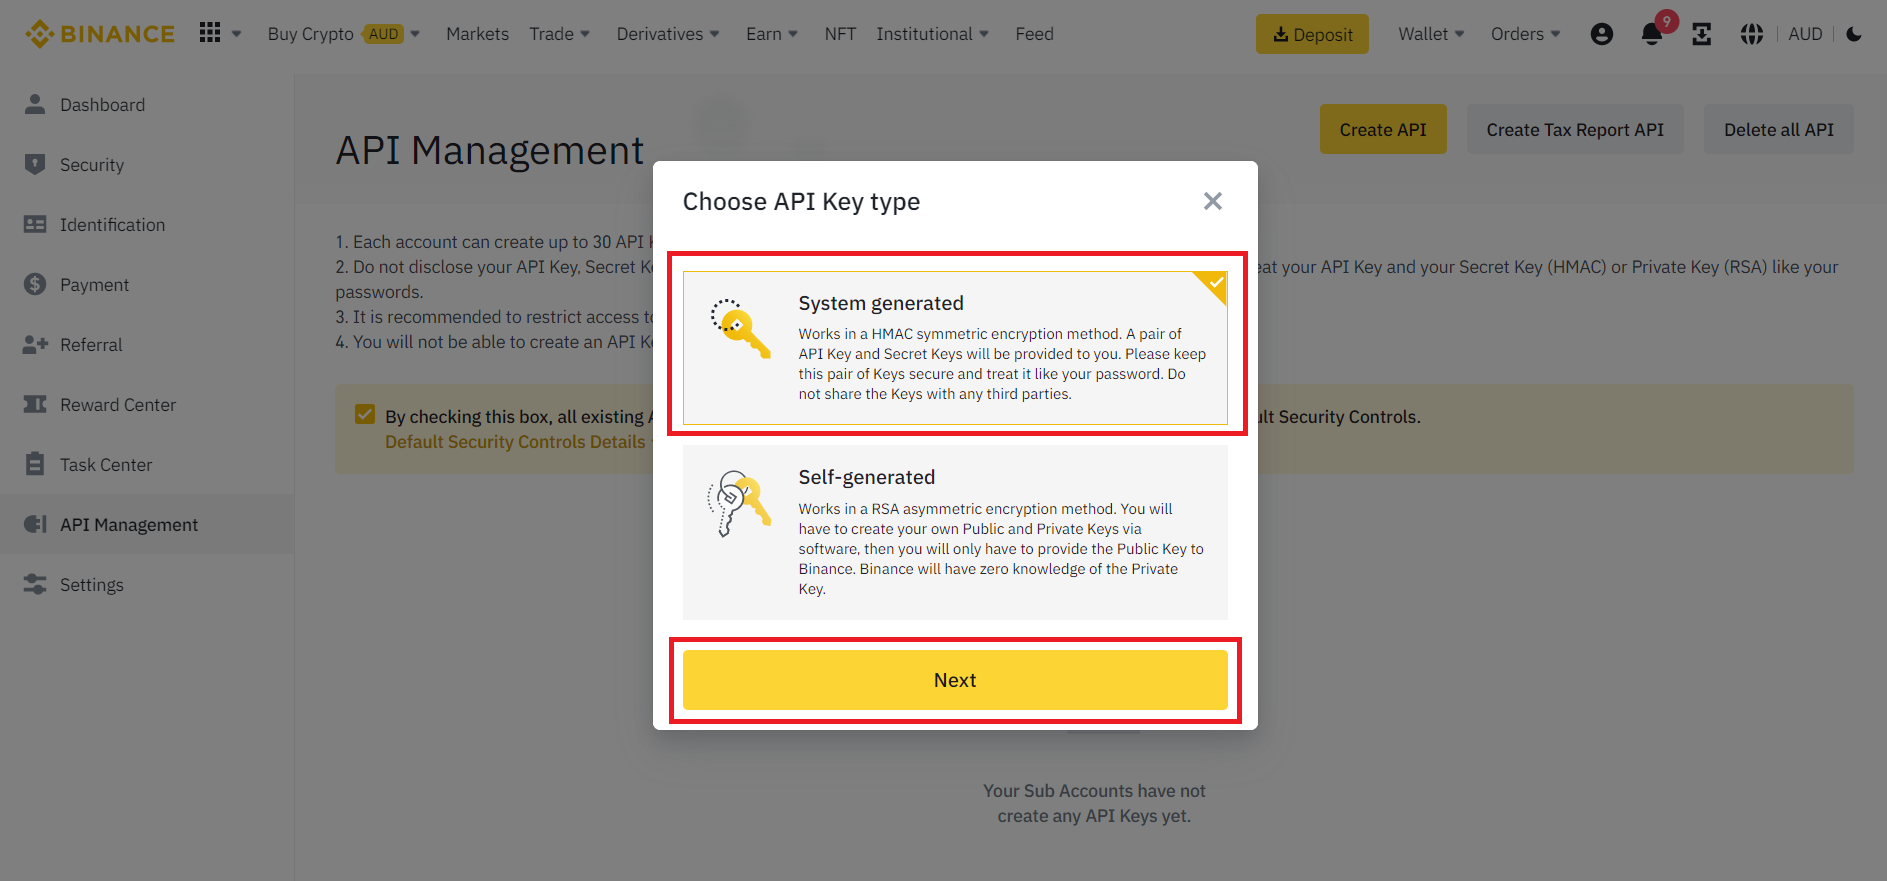 BINANCE
Buy Crypto AUD
Markets
Trade
Derivatives
Earn
NFT
Institutional
Feed
Deposit
Wallet
Orders
9
AUD
Dashboard
Security
Identification
Payment
Referral
Reward Center
Task Center
API Management
Settings
API Management
Create API
Create Tax Report API
Delete all API
1. Each account can create up to 30 API
2. Do not disclose your API Key, Secret
your API Key and your Secret Key (HMAC) or Private Key (RSA) like your
passwords.
3. It is recommended to restrict access
4. You will not be able to create an API
By checking this box, all existing
Security Controls.
Default Security Controls Details
Choose API Key type
System generated
Works in a HMAC symmetric encryption method. A pair of
API Key and Secret Keys will be provided to you. Please keep
this pair of Keys secure and treat it like your password. Do
not share the Keys with any third parties.
Self-generated
Works in a RSA asymmetric encryption method. You will
have to create your own Public and Private Keys via
software, then you will only have to provide the Public Key to
Binance. Binance will have zero knowledge of the Private
Key.
Next
Your Sub Accounts have not
create any API Keys yet.